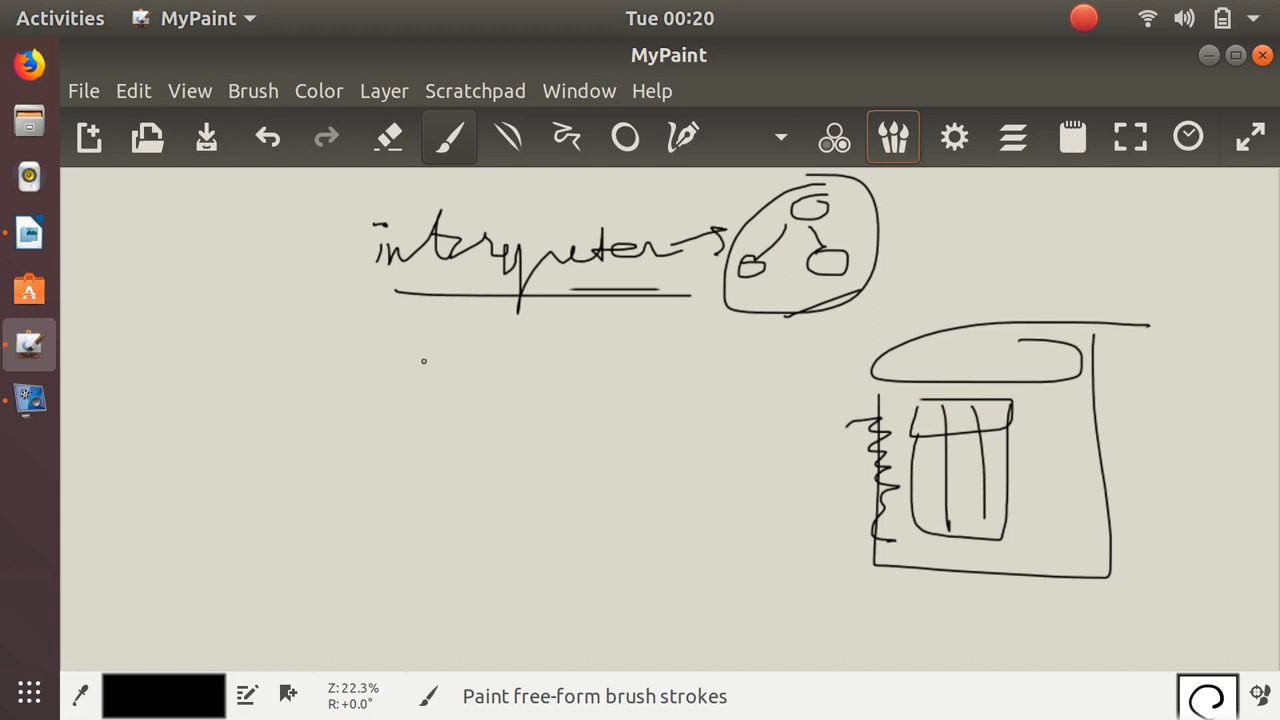 Activities MyPaint Tue 00:20
MyPaint
File Edit View Brush Color Layer Scratchpad Window Help
interpreter
Z: 22.3%
R: +0.0°
Paint free-form brush strokes